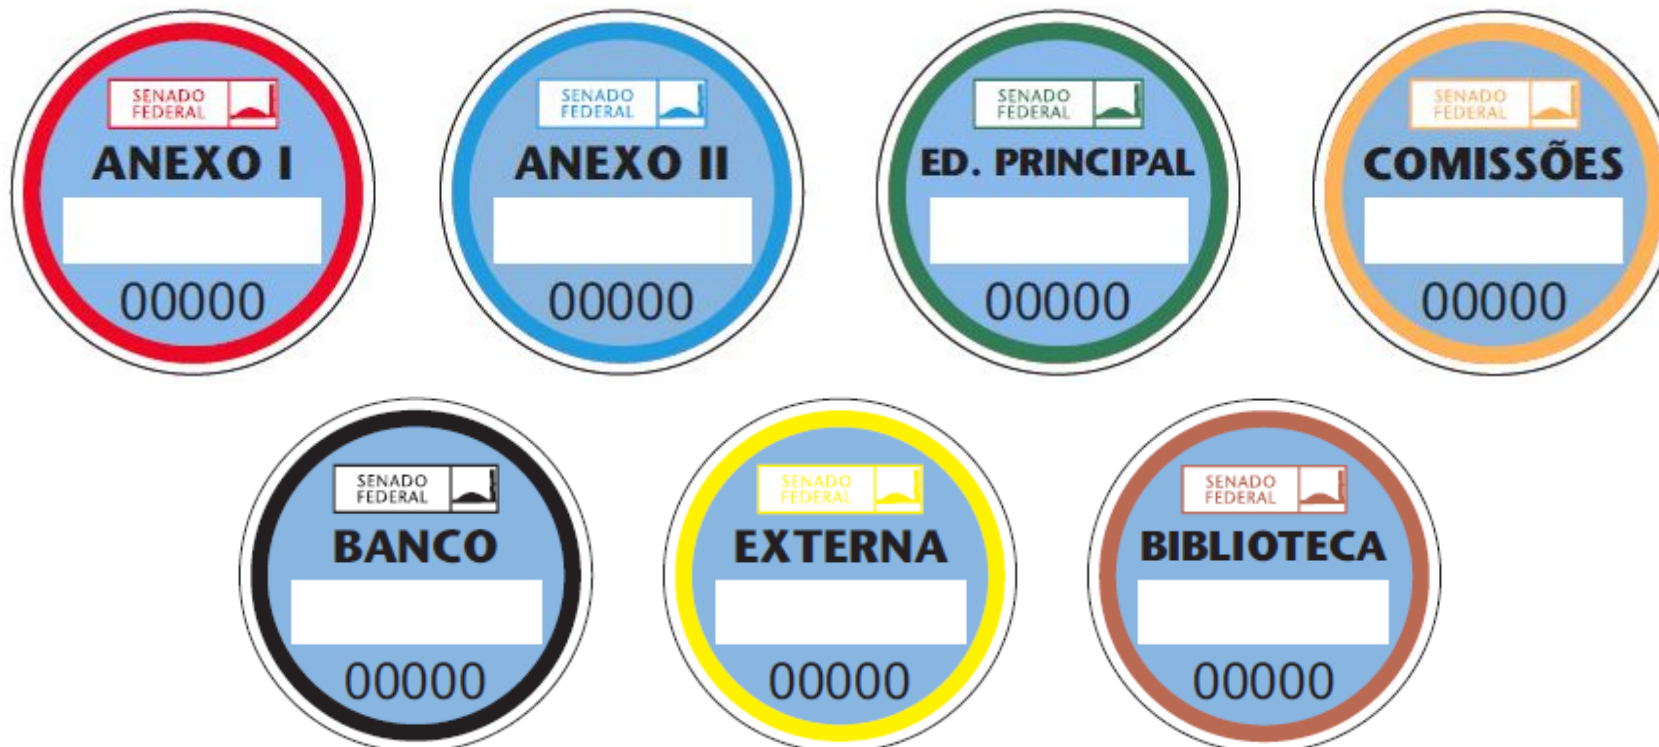 SENADO
FEDERAL
ANEXO I
00000
SENADO
FEDERAL
ANEXO II
00000
SENADO
FEDERAL
ED. PRINCIPAL
00000
SENADO
FEDERAL
COMISSÕES
00000
SENADO
FEDERAL
BANCO
00000
SENADO
FEDERAL
EXTERNA
00000
SENADO
FEDERAL
BIBLIOTECA
00000